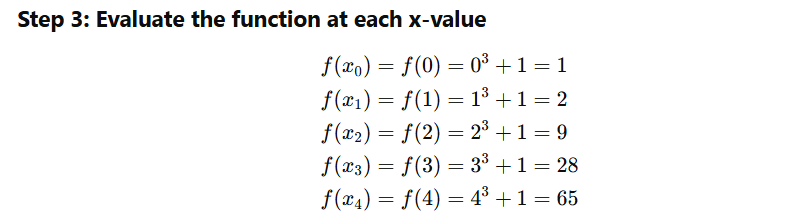 Step 3: Evaluate the function at each x-value
f(x₀) = f(0) = 0³ + 1 = 1
f(x₁) = f(1) = 1³ + 1 = 2
f(x₂) = f(2) = 2³ + 1 = 9
f(x₃) = f(3) = 3³ + 1 = 28
f(x₄) = f(4) = 4³ + 1 = 65